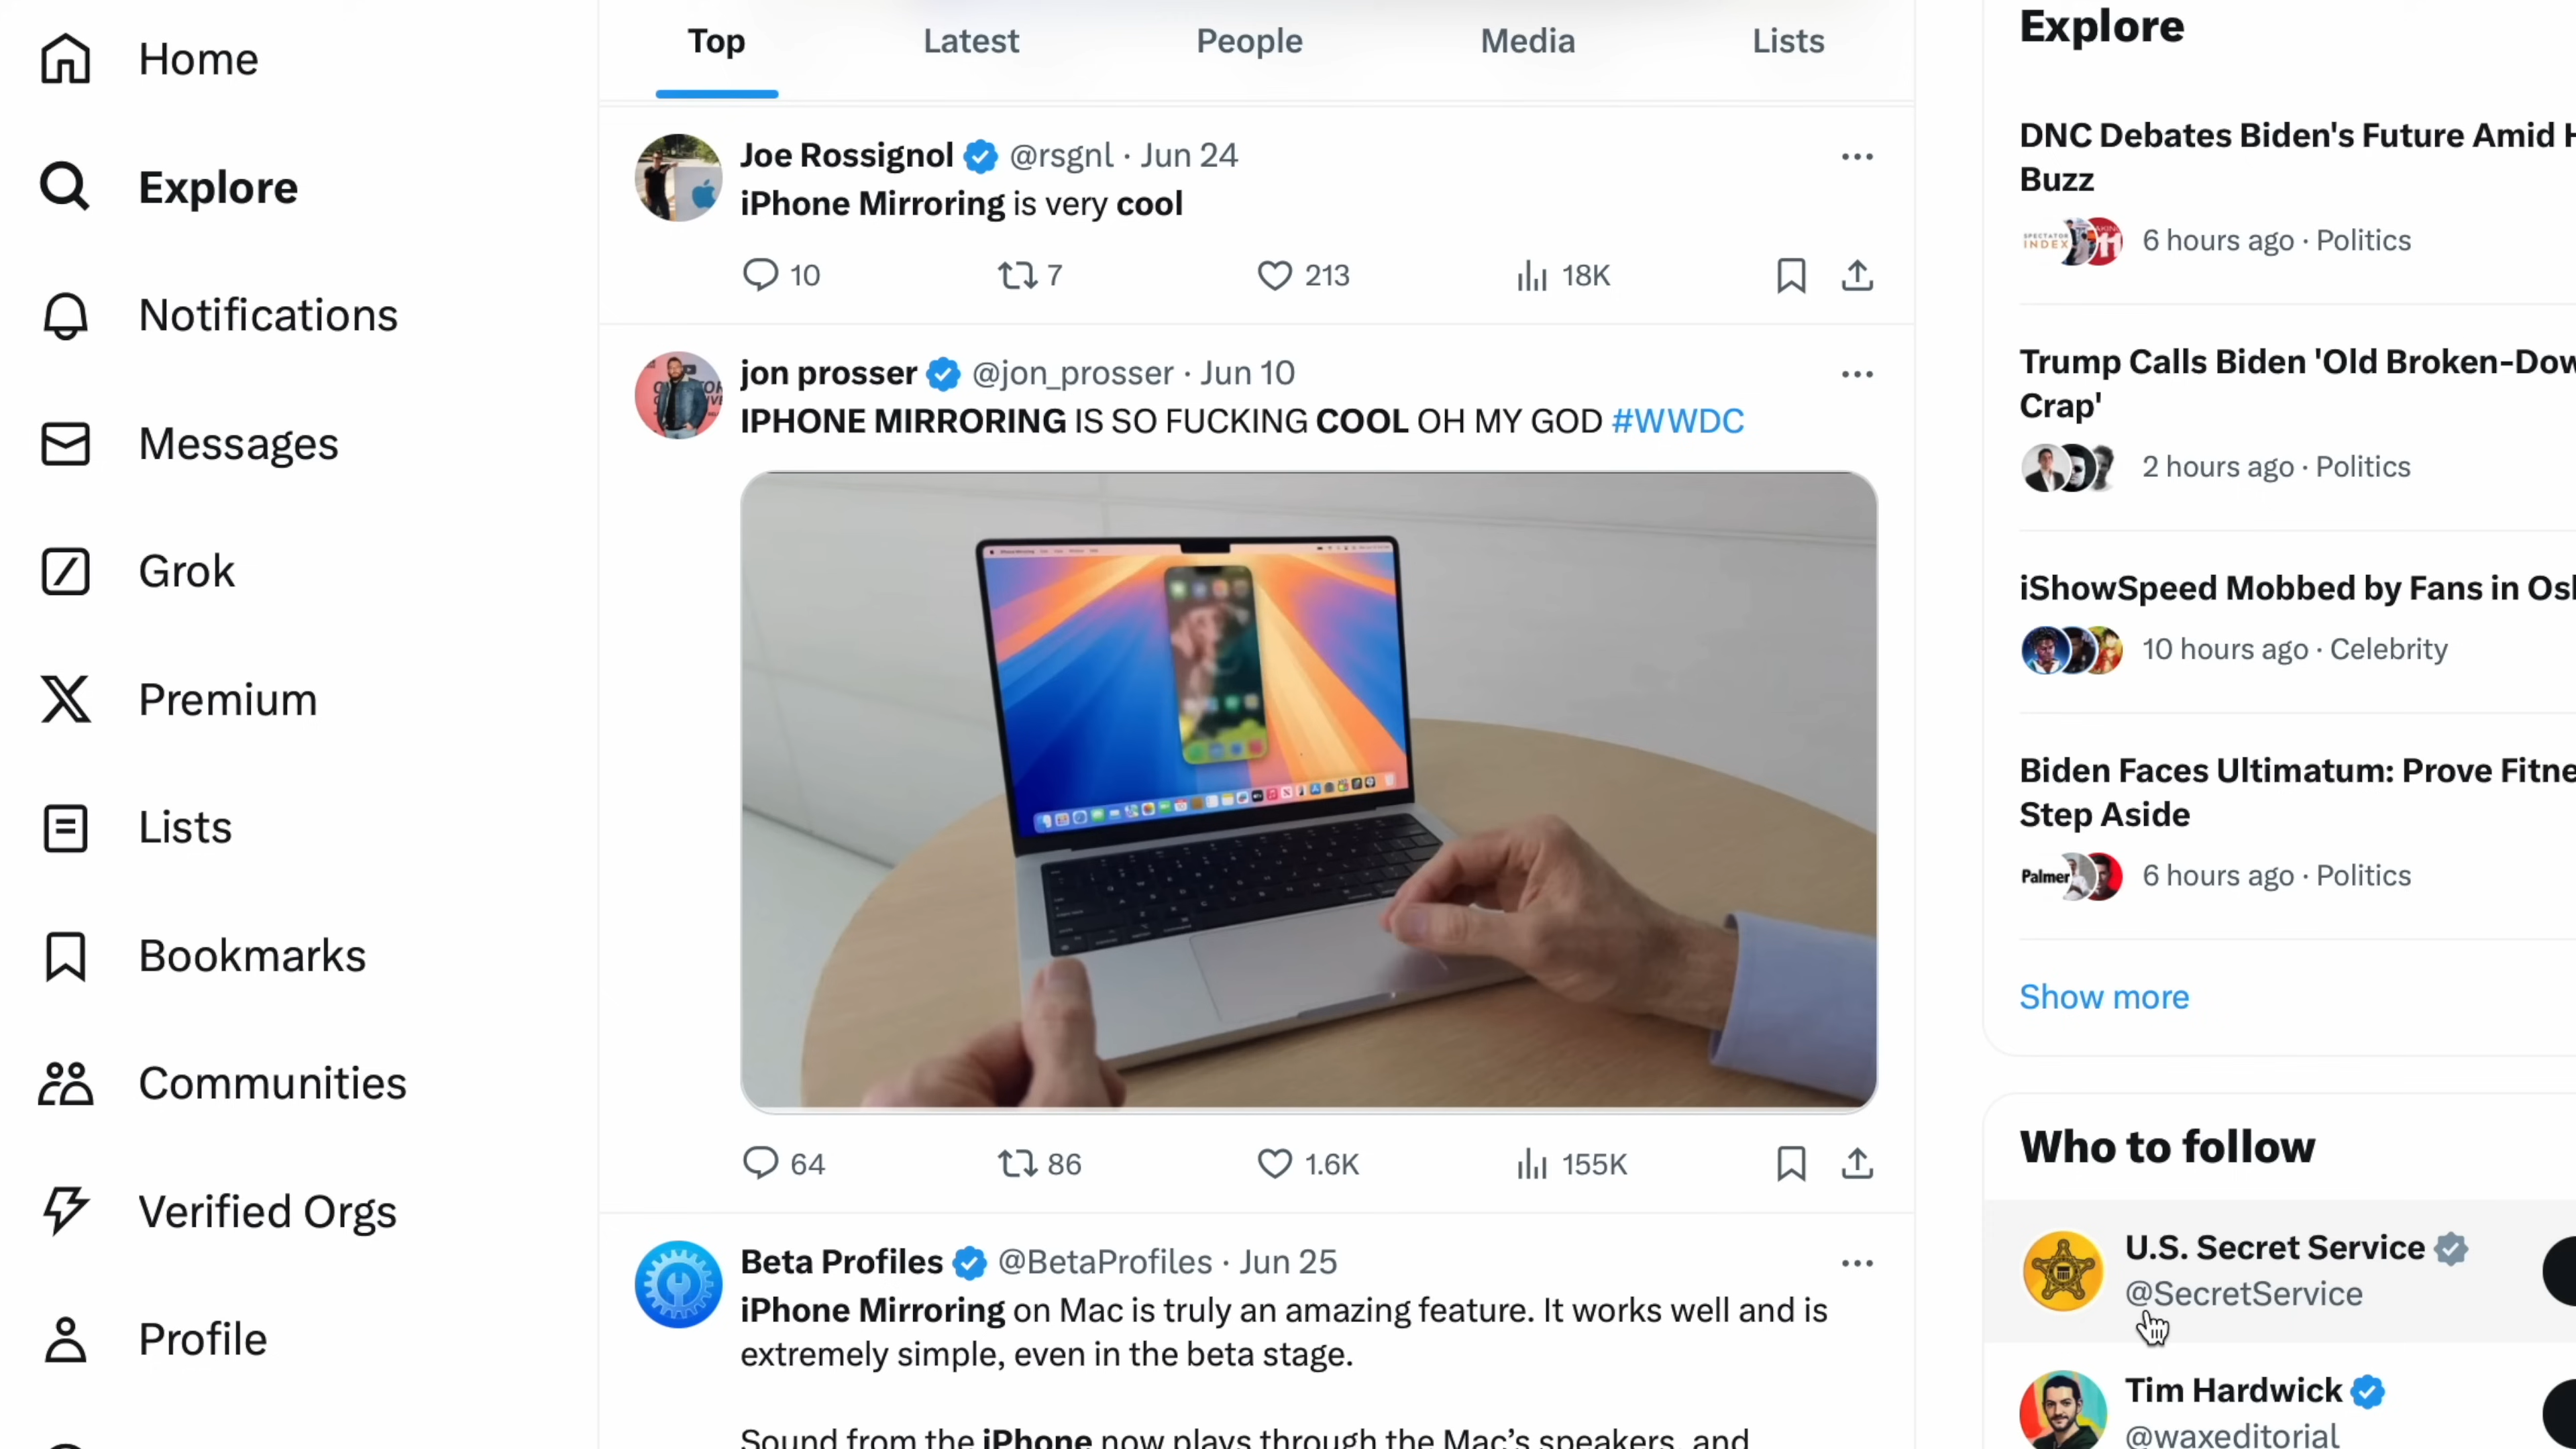 Home
Explore
Notifications
Messages
Grok
Premium
Lists
Bookmarks
Communities
Verified Orgs
Profile
Top Latest People Media Lists
Joe Rossignol @rsgnl · Jun 24
iPhone Mirroring is very cool
10 7 213 18K
jon prosser @jon_prosser · Jun 10
IPHONE MIRRORING IS SO FUCKING COOL OH MY GOD #WWDC
64 86 1.6K 155K
Beta Profiles @BetaProfiles · Jun 25
iPhone Mirroring on Mac is truly an amazing feature. It works well and is
extremely simple, even in the beta stage.
Sound from the iPhone now plays through the Mac's speakers, and
Explore
DNC Debates Biden's Future Amid
Buzz
SPECTATOR
INDEX
6 hours ago · Politics
Trump Calls Biden 'Old Broken-Dow
Crap'
2 hours ago · Politics
iShowSpeed Mobbed by Fans in Osl
10 hours ago · Celebrity
Biden Faces Ultimatum: Prove Fitne
Step Aside
Palmer
6 hours ago · Politics
Show more
Who to follow
U.S. Secret Service
@SecretService
Tim Hardwick
@waxeditorial